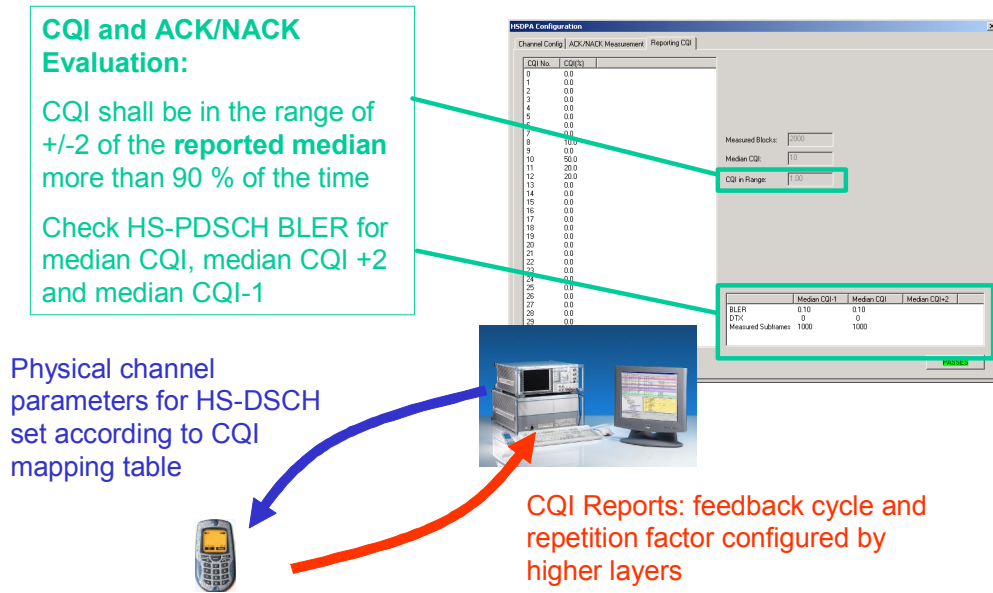 CQI and ACK/NACK
Evaluation:
CQI shall be in the range of
+/-2 of the reported median
more than 90 % of the time
Check HS-PDSCH BLER for
median CQI, median CQI +2
and median CQI-1
HSDPA Configuration
Channel Config ACK/NACK Measurement Reporting CQI
CQI No. CQI(%)
0 0.0
1 0.0
2 0.0
3 0.0
4 0.0
5 0.0
6 0.0
7 0.0
8 10.0
9 0.0
10 50.0
11 20.0
12 20.0
13 0.0
14 0.0
15 0.0
16 0.0
17 0.0
18 0.0
19 0.0
20 0.0
21 0.0
22 0.0
23 0.0
24 0.0
25 0.0
26 0.0
27 0.0
28 0.0
29 0.0
Measured Blocks: 2000
Median CQI: 10
CQI in Range: 1.00
Median CQI-1 Median CQI Median CQI+2
BLER 0.10 0.10
DTX 0 0
Measured Subframes 1000 1000
PASSES
Physical channel
parameters for HS-DSCH
set according to CQI
mapping table
CQI Reports: feedback cycle and
repetition factor configured by
higher layers